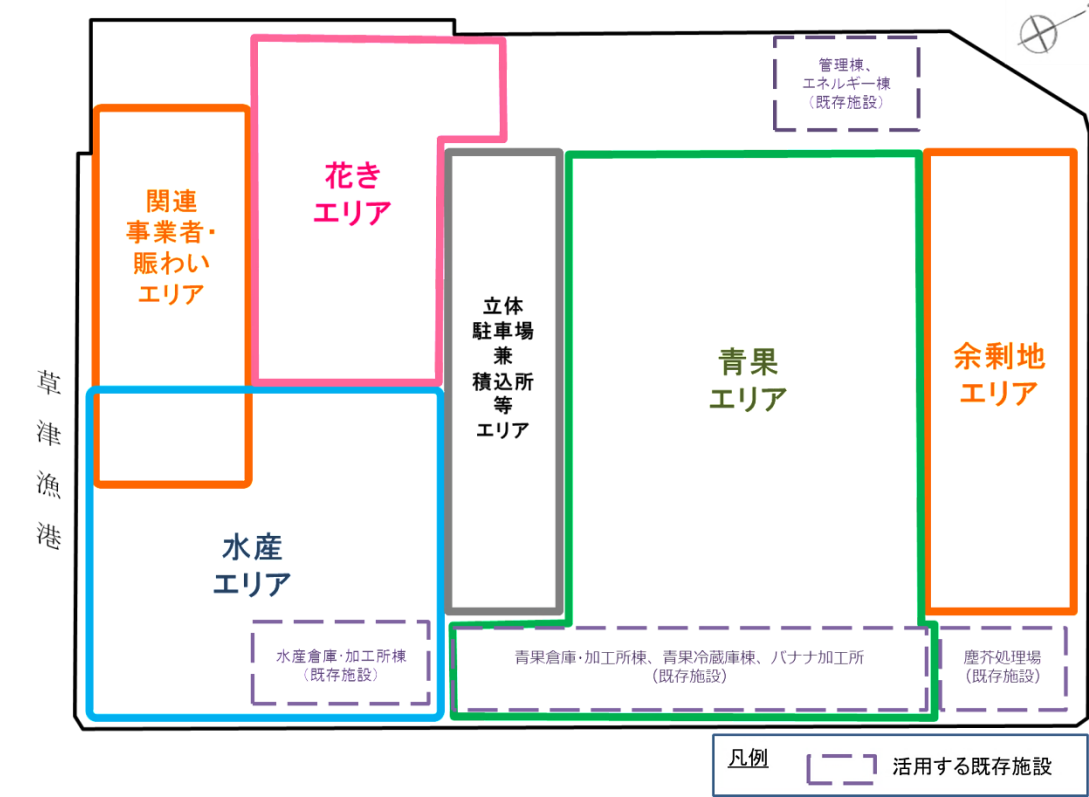 管理棟、
エネルギー棟
(既存施設)
関連
事業者・
賑わい
エリア
花き
エリア
立体
駐車場
兼
積込所
等
エリア
青果
エリア
余剰地
エリア
草津漁港
水産
エリア
水産倉庫・加工所棟
(既存施設)
青果倉庫・加工所棟、青果冷蔵庫棟、バナナ加工所
(既存施設)
塵芥処理場
(既存施設)
凡例
活用する既存施設